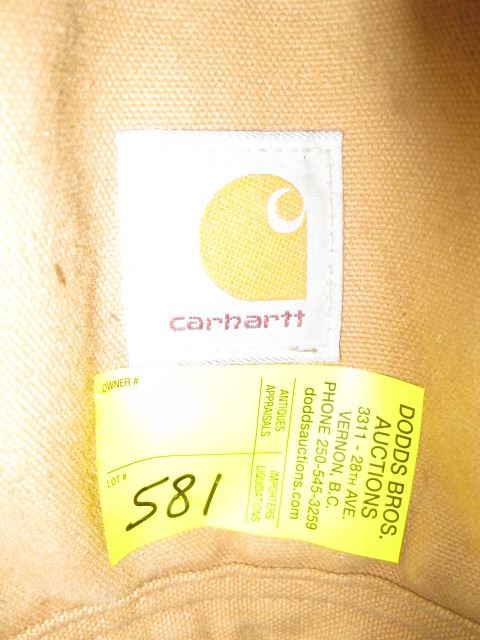 carhartt
OWNER #
LOT #
581
ANTIQUES
APPRAISALS
IMPORTERS
LIQUIDATIONS
DODDS BROS.
AUCTIONS
3311 - 28TH AVE.
VERNON, B.C.
PHONE 250-545-3259
doddsauctions.com